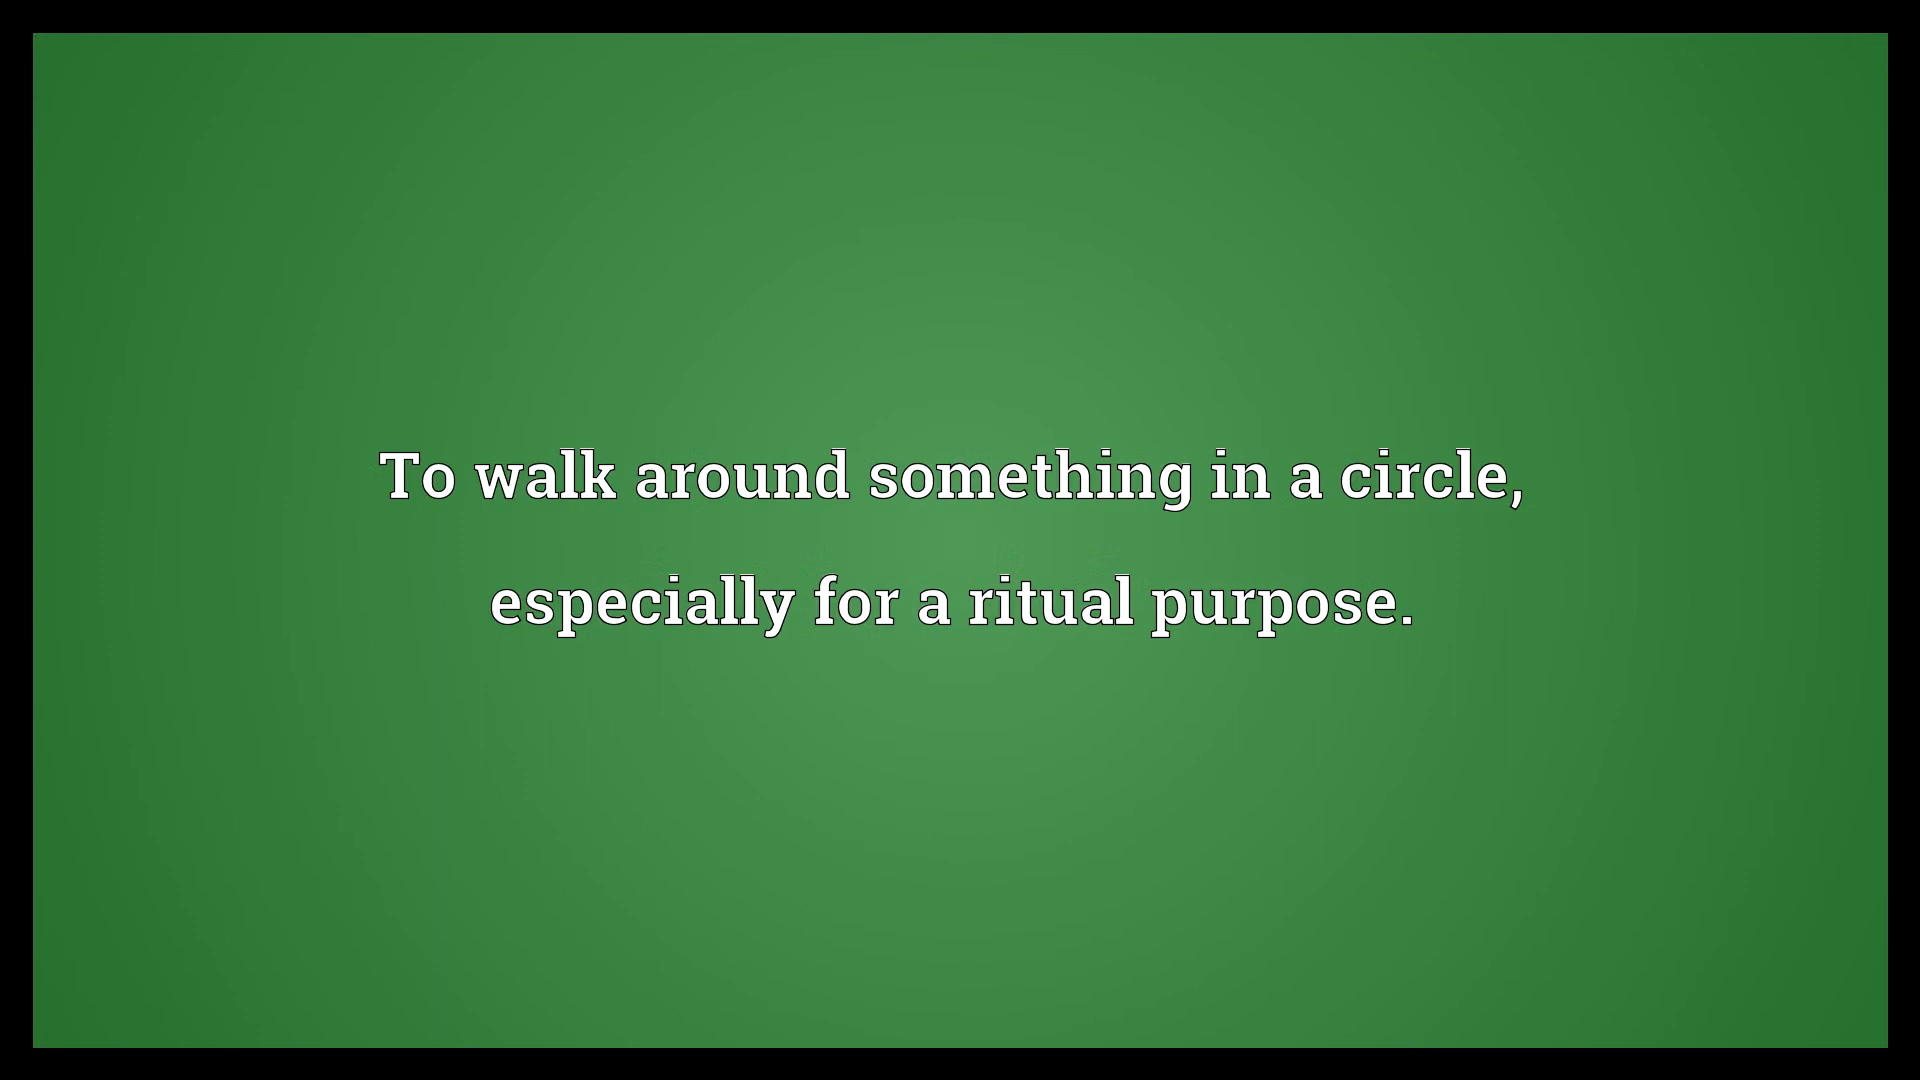 To walk around something in a circle,
especially for a ritual purpose.